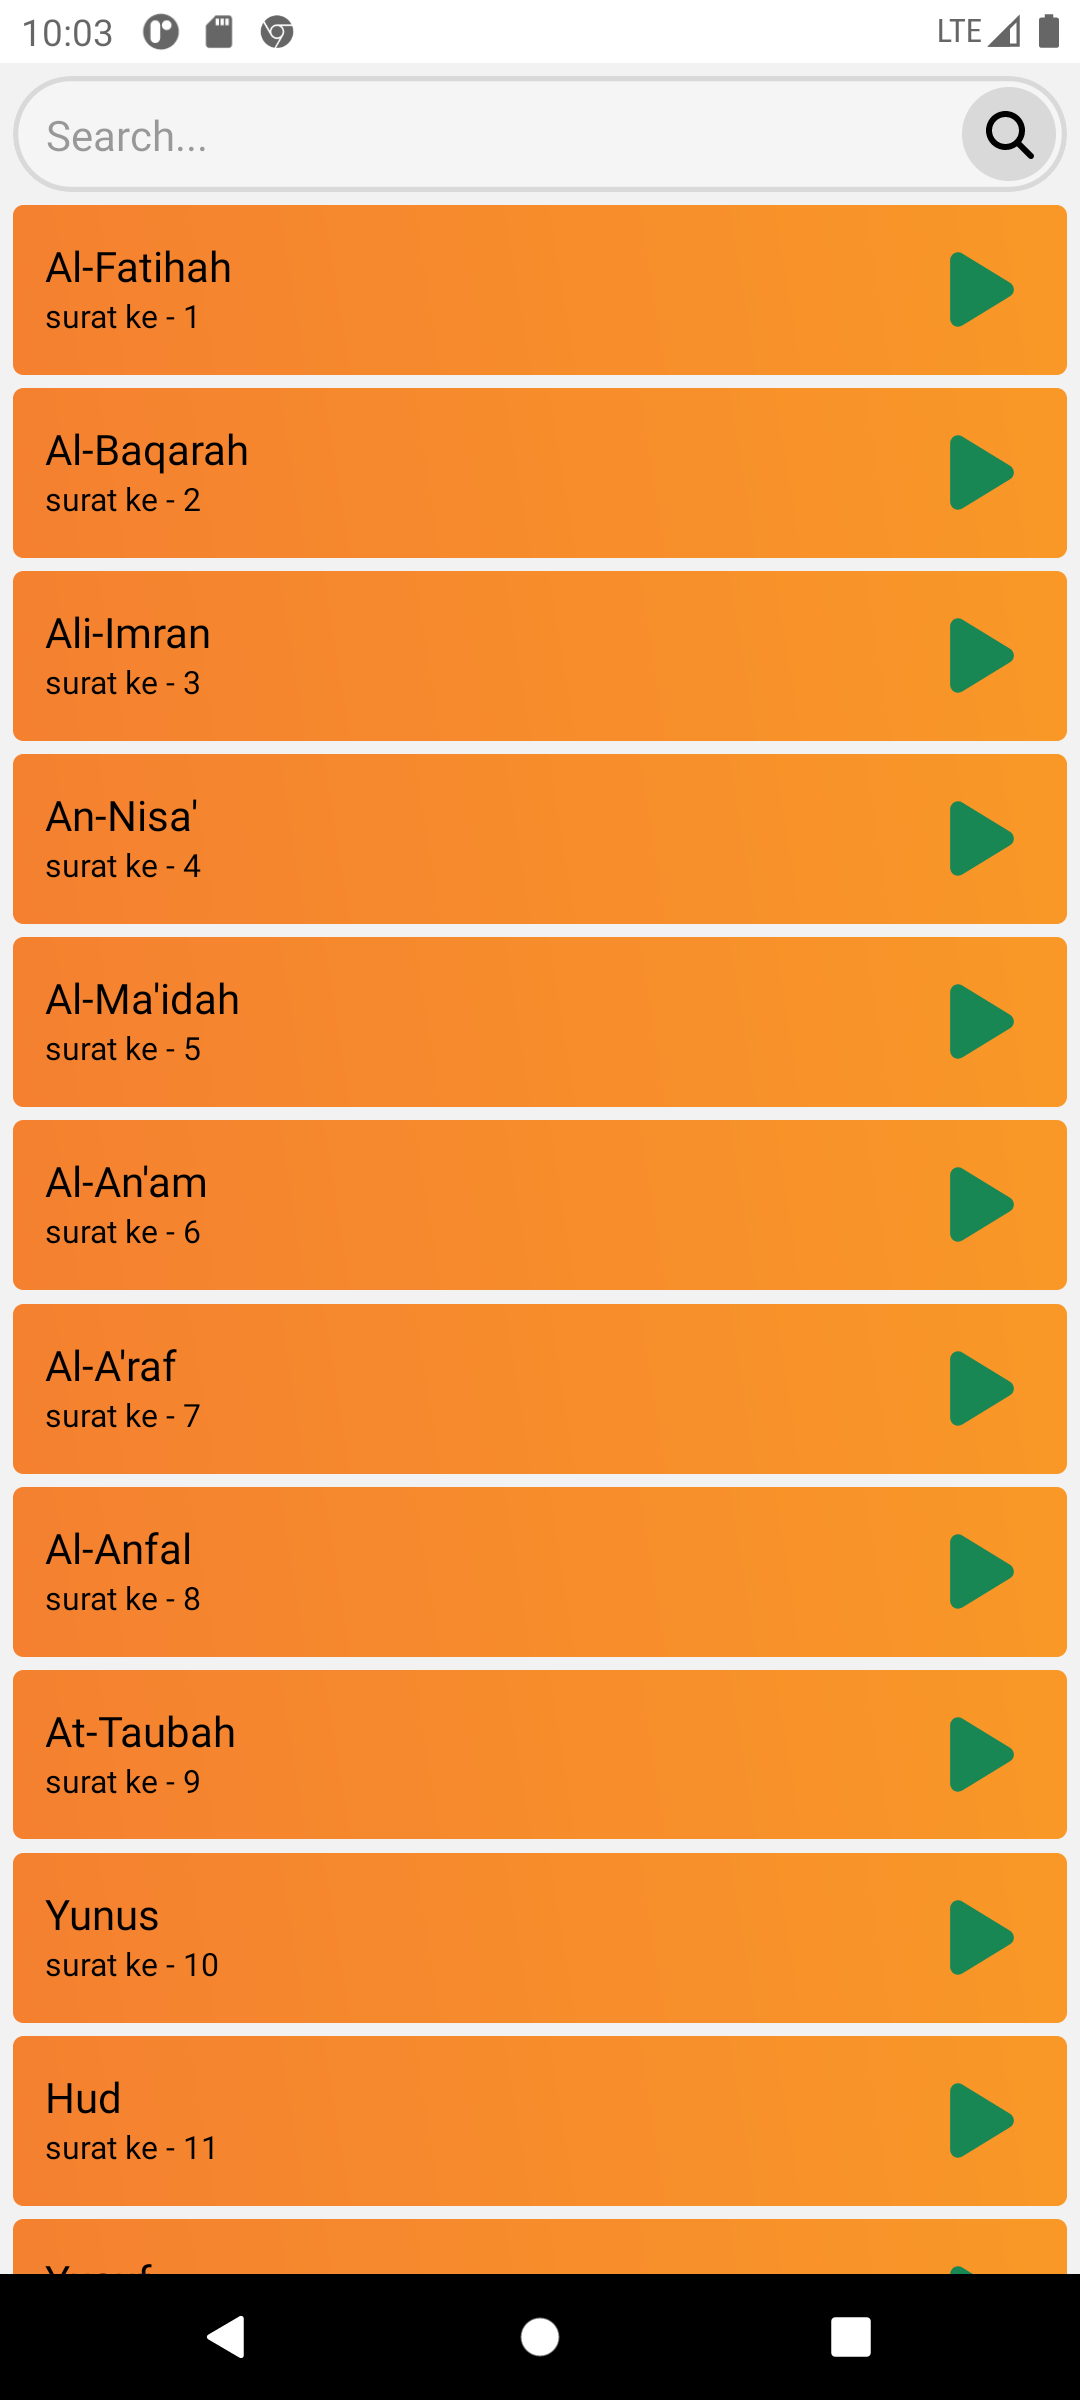 10:03 LTE
Search...
Al-Fatihah
surat ke - 1
Al-Baqarah
surat ke - 2
Ali-Imran
surat ke - 3
An-Nisa'
surat ke - 4
Al-Ma'idah
surat ke - 5
Al-An'am
surat ke - 6
Al-A'raf
surat ke - 7
Al-Anfal
surat ke - 8
At-Taubah
surat ke - 9
Yunus
surat ke - 10
Hud
surat ke - 11